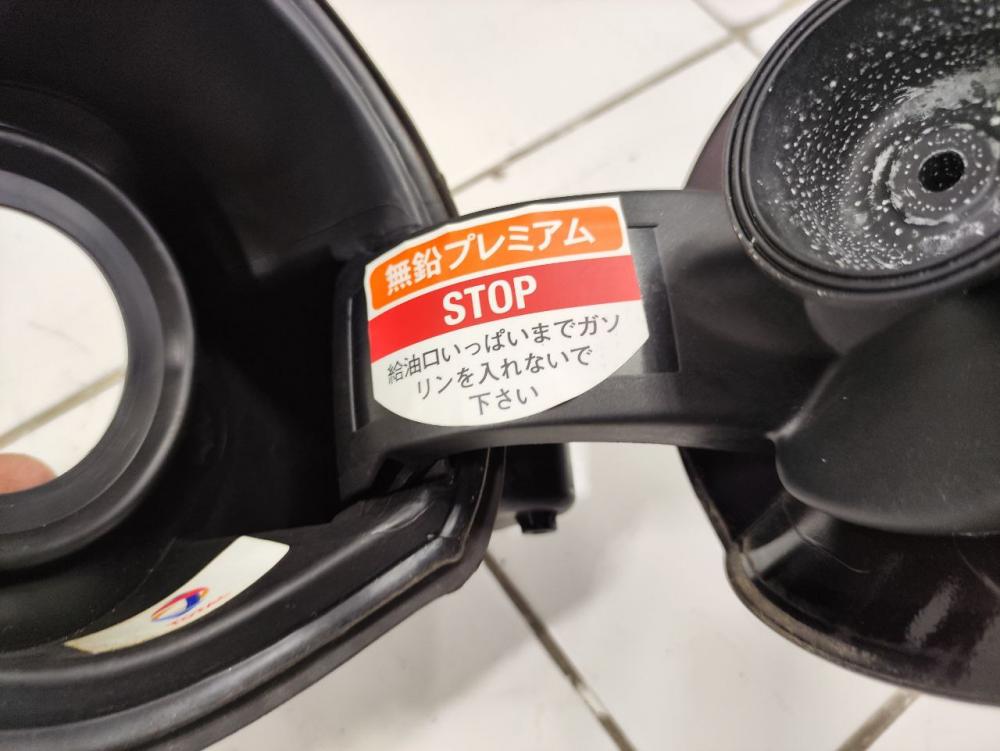 無鉛プレミアム
STOP
給油口いっぱいまでガソ
リンを入れないで
下さい
TOTAL